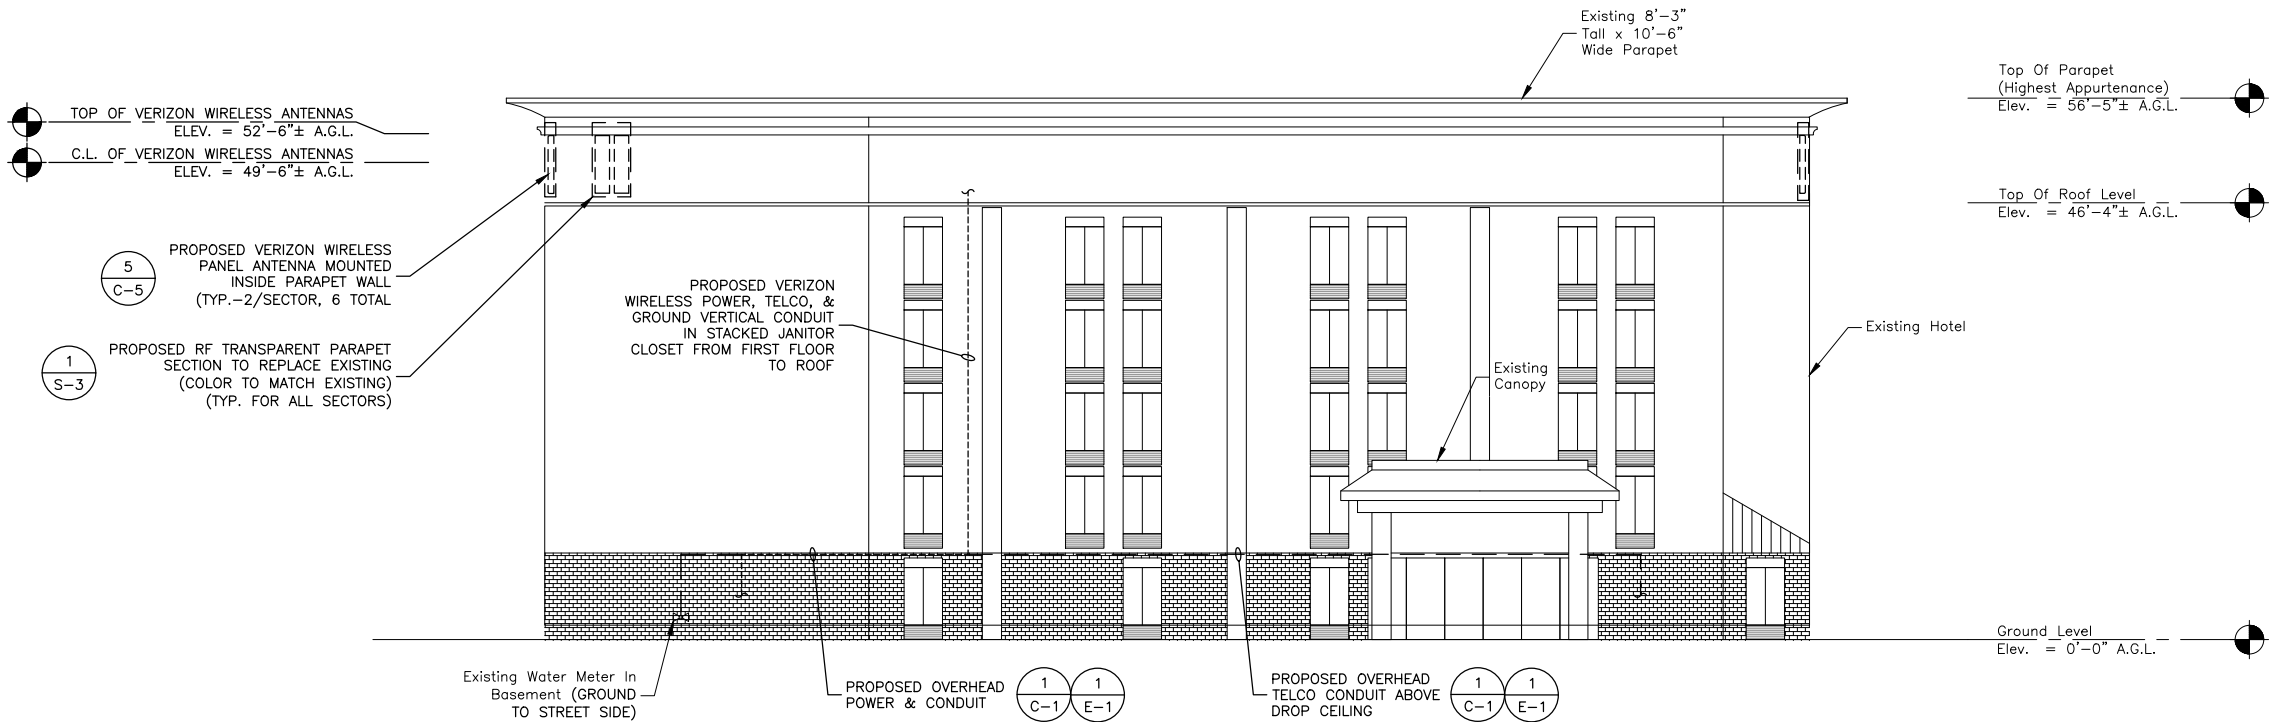 Existing 8'-3"
Tall x 10'-6"
Wide Parapet
Top Of Parapet
(Highest Appurtenance)
Elev. = 56'-5"± A.G.L.
TOP OF VERIZON WIRELESS ANTENNAS
ELEV. = 52'-6"± A.G.L.
C.L. OF VERIZON WIRELESS ANTENNAS
ELEV. = 49'-6"± A.G.L.
Top Of Roof Level
Elev. = 46'-4"± A.G.L.
5
C-5
PROPOSED VERIZON WIRELESS
PANEL ANTENNA MOUNTED
INSIDE PARAPET WALL
(TYP.-2/SECTOR, 6 TOTAL
PROPOSED VERIZON
WIRELESS POWER, TELCO, &
GROUND VERTICAL CONDUIT
IN STACKED JANITOR
CLOSET FROM FIRST FLOOR
TO ROOF
Existing Hotel
1
S-3
PROPOSED RF TRANSPARENT PARAPET
SECTION TO REPLACE EXISTING
(COLOR TO MATCH EXISTING)
(TYP. FOR ALL SECTORS)
Existing
Canopy
Ground Level
Elev. = 0'-0" A.G.L.
Existing Water Meter In
Basement (GROUND
TO STREET SIDE)
PROPOSED OVERHEAD
POWER & CONDUIT
1
C-1
1
E-1
PROPOSED OVERHEAD
TELCO CONDUIT ABOVE
DROP CEILING
1
C-1
1
E-1